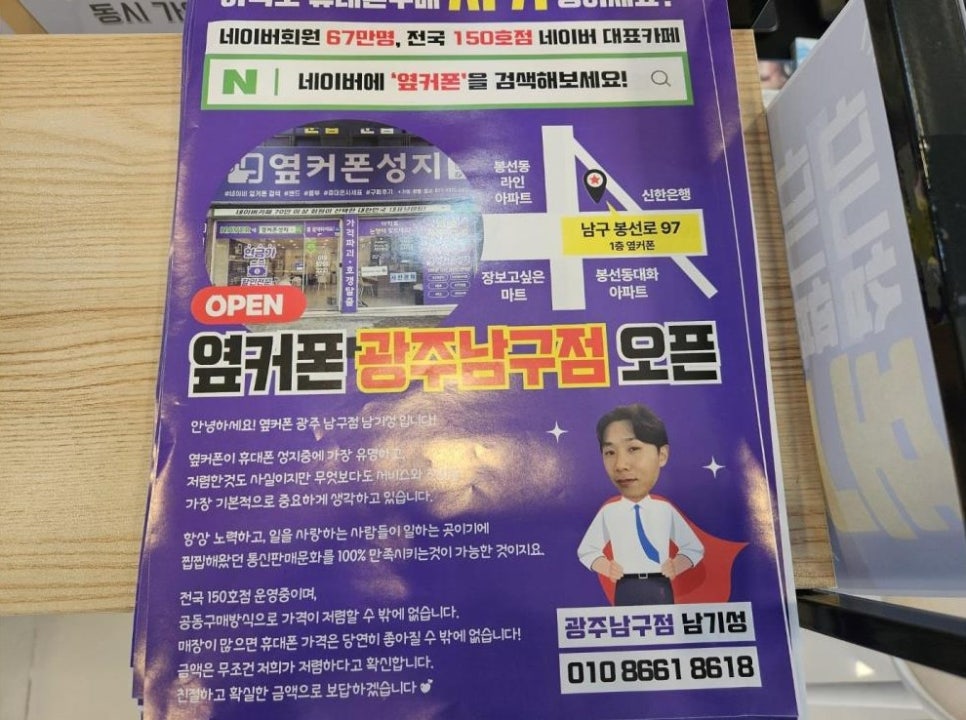 동시
휴대폰구매
네이버회원 67만명, 전국 150호점 네이버 대표카페
N 네이버에 '옆커폰'을 검색해보세요!
옆커폰성지
봉선동
라인
아파트
신한은행
남구 봉선로 97
1층 옆커폰
장보고싶은
마트
봉선동대화
아파트
가격파괴·호갱탈출
OPEN
옆커폰 광주남구점 오픈
안녕하세요! 옆커폰 광주 남구점 남기성 입니다!
옆커폰이 휴대폰 성지중에 가장 유명하고,
저렴한것도 사실이지만 무엇보다도 서비스와
가장 기본적으로 중요하게 생각하고 있습니다.
항상 노력하고, 일을 사랑하는 사람들이 일하는 곳이기에
찝찝해왔던 통신판매문화를 100% 만족시키는것이 가능한 것이지요.
전국 150호점 운영중이며,
공동구매방식으로 가격이 저렴할 수 밖에 없습니다.
매장이 많으면 휴대폰 가격은 당연히 좋아질 수 밖에 없습니다!
금액은 무조건 저희가 저렴하다고 확신합니다.
친절하고 확실한 금액으로 보답하겠습니다
광주남구점 남기성
010 8661 8618